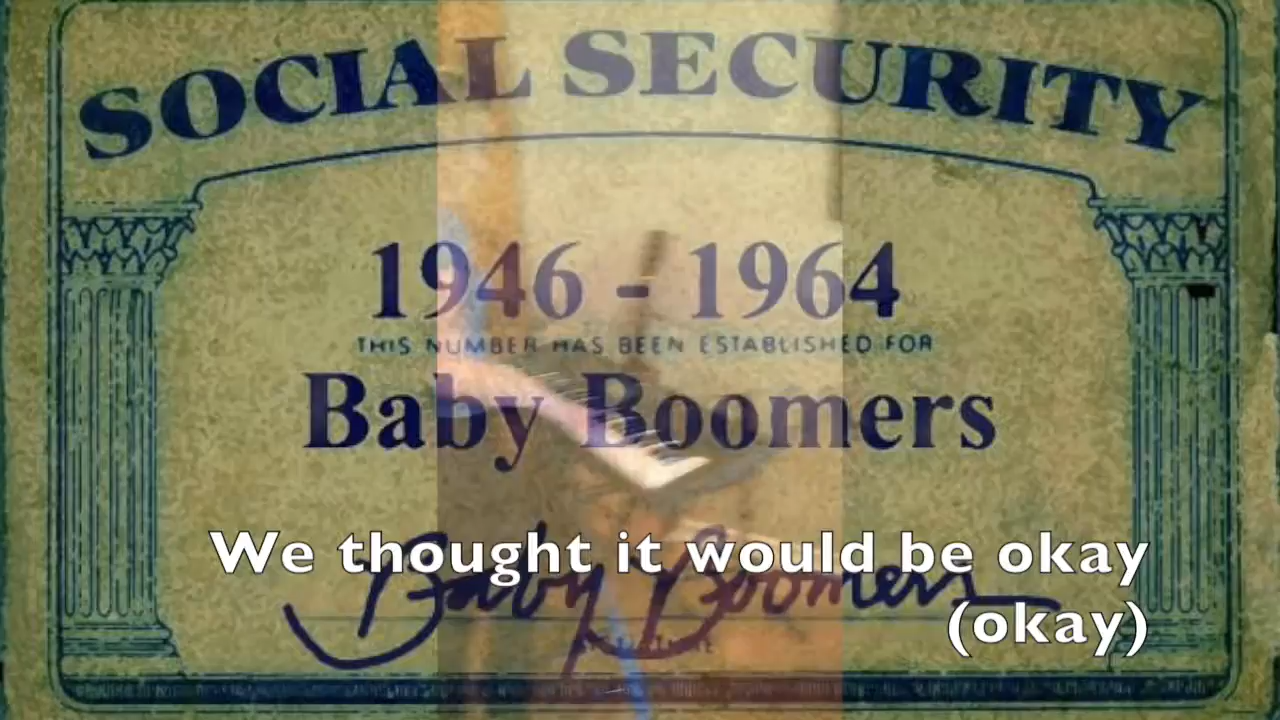 SOCIAL SECURITY
1946 - 1964
THIS NUMBER HAS BEEN ESTABLISHED FOR
Baby Boomers
We thought it would be okay
Baby Boomers
(okay)
SIGNATURE